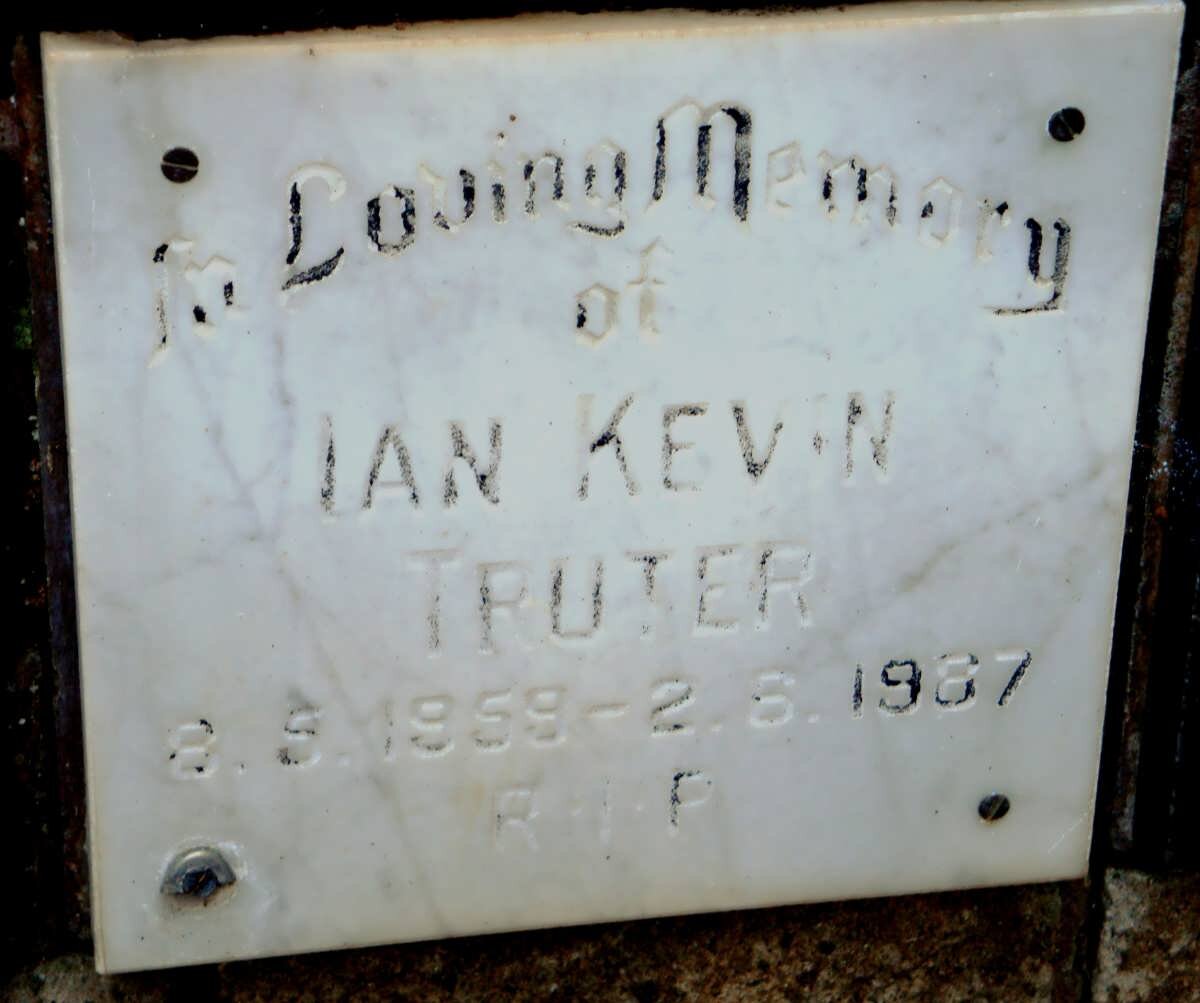 In Loving Memory
of
IAN KEVIN
TRUTER
8.5.1959-2.6.1987
R·I·P